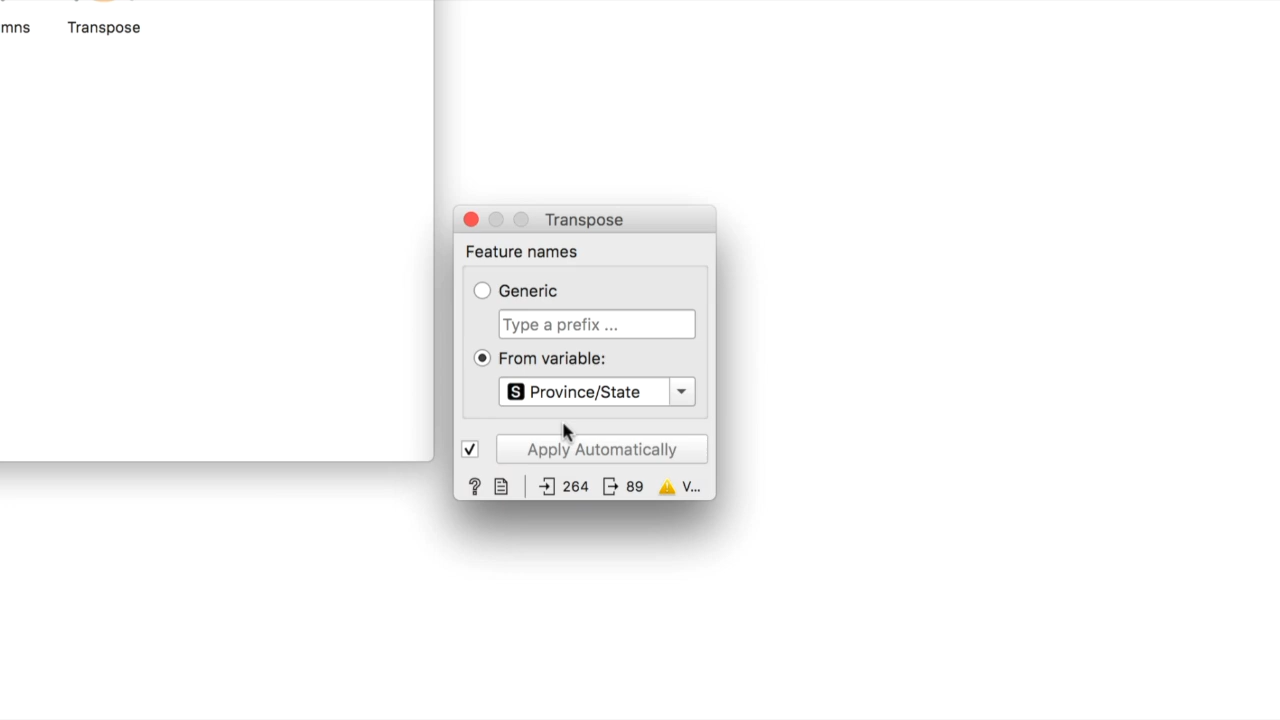 mns Transpose
Transpose
Feature names
Generic
Type a prefix ...
From variable:
S Province/State
Apply Automatically
? 264 89 V...